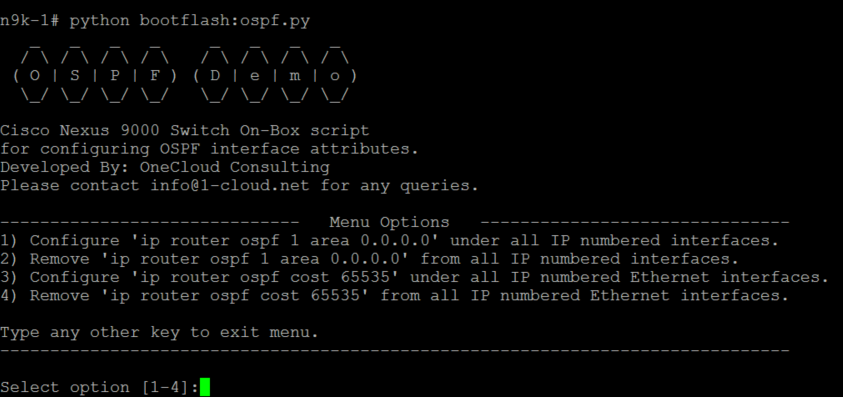 n9k-1# python bootflash:ospf.py
   _   _   _   _     _   _   _   _
  / \ / \ / \ / \   / \ / \ / \ / \
 ( O | S | P | F ) ( D | e | m | o )
  \_/ \_/ \_/ \_/   \_/ \_/ \_/ \_/
Cisco Nexus 9000 Switch On-Box script
for configuring OSPF interface attributes.
Developed By: OneCloud Consulting
Please contact info@1-cloud.net for any queries.
------------------------------   Menu Options   -------------------------------
1) Configure 'ip router ospf 1 area 0.0.0.0' under all IP numbered interfaces.
2) Remove 'ip router ospf 1 area 0.0.0.0' from all IP numbered interfaces.
3) Configure 'ip router ospf cost 65535' under all IP numbered Ethernet interfaces.
4) Remove 'ip router ospf cost 65535' from all IP numbered Ethernet interfaces.
Type any other key to exit menu.
-------------------------------------------------------------------------------
Select option [1-4]: